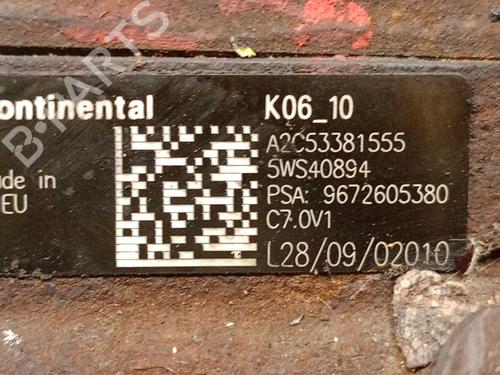 ontinental
K06_10
A2C53381555
5WS40894
de in
EU
PSA: 9672605380
C7.0V1
L28/09/02010
B-PARTS